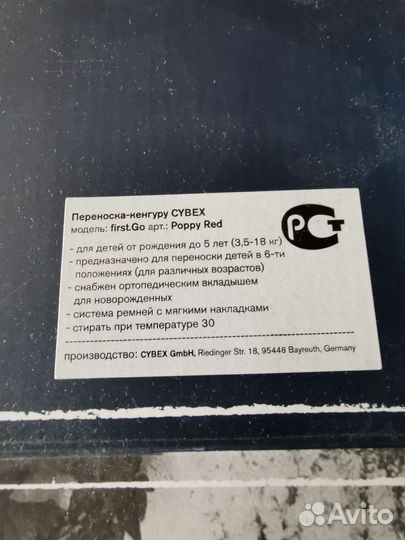 Переноска-кенгуру CYBEX
модель: first.Go арт.: Poppy Red
- для детей от рождения до 5 лет (3,5-18 кг)
- предназначено для переноски детей в 6-ти
положениях (для различных возрастов)
- снабжен ортопедическим вкладышем
для новорожденных
- система ремней с мягкими накладками
- стирать при температуре 30
производство: CYBEX GmbH, Riedinger Str. 18, 95448 Bayreuth, Germany
РСТ
Avito